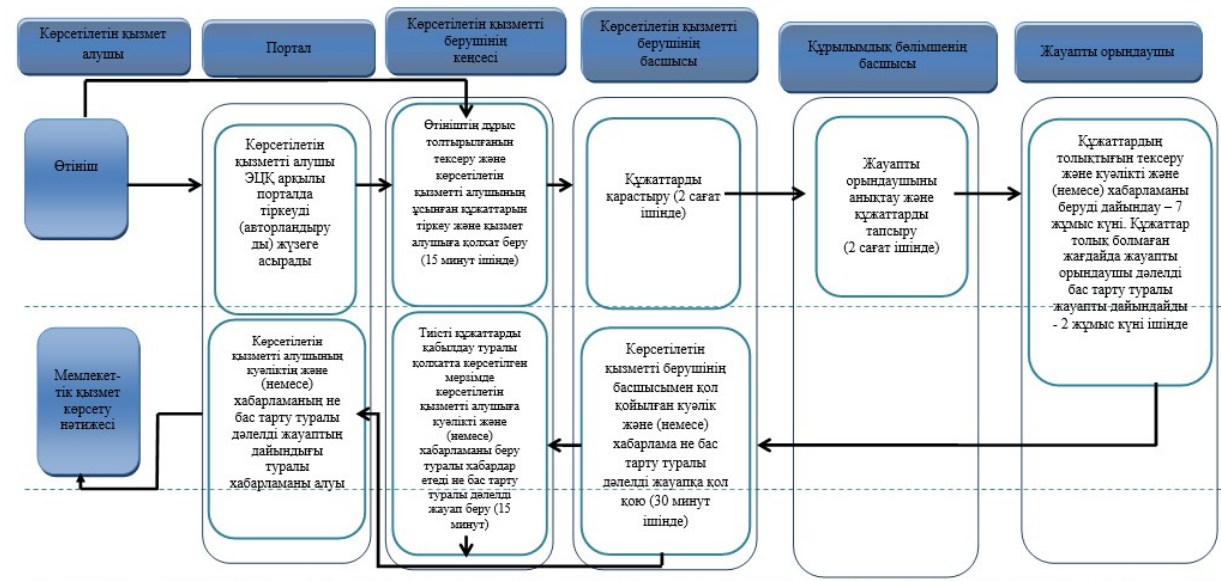 Көрсетілетін қызмет
алушы
Портал
Көрсетілетін қызметті
берушінің
кеңсесі
Көрсетілетін қызметті
берушінің
басшысы
Құрылымдық бөлімшенің
басшысы
Жауапты орындаушы
Өтініш
Көрсетілетін
қызметті алушы
ЭЦҚ арқылы
порталда
тіркеуді
(авторландыру
ды) жүзеге
асырады
Өтініштің дұрыс
толтырылғанын
тексеру және
көрсетілетін
қызметті алушының
ұсынған құжаттарын
тіркеу және қызмет
алушыға қолхат беру
(15 минут ішінде)
Құжаттарды
қарастыру (2 сағат
ішінде)
Жауапты
орындаушыны
анықтау және
құжаттарды
тапсыру
(2 сағат ішінде)
Құжаттардың
толықтығын тексеру
және куәлікті және
(немесе) хабарламаны
беруді дайындау – 7
жұмыс күні. Құжаттар
толық болмаған
жағдайда жауапты
орындаушы дәлелді
бас тарту туралы
жауапты дайындайды
- 2 жұмыс күні ішінде
Мемлекет-
тік қызмет
көрсету
нәтижесі
Көрсетілетін
қызметті алушының
куәліктің және
(немесе)
хабарламаның не
бас тарту туралы
дәлелді жауаптың
дайындығы
туралы
хабарламаны алуы
Тиісті құжаттарды
қабылдау туралы
қолхатта көрсетілген
мерзімде
көрсетілетін
қызметті алушыға
куәлікті және
(немесе)
хабарламаны беру
туралы хабардар
етеді не бас тарту
туралы дәлелді
жауап беру (15
минут)
Көрсетілетін
қызметті берушінің
басшысымен қол
қойылған куәлік
және (немесе)
хабарлама не бас
тарту туралы
дәлелді жауапқа қол
қою (30 минут
ішінде)